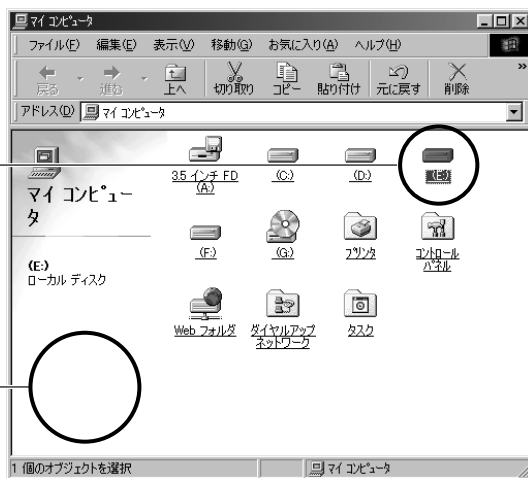 マイ コンピュータ
ファイル(F) 編集(E) 表示(V) 移動(G) お気に入り(A) ヘルプ(H)
戻る 進む 上へ 切り取り コピー 貼り付け 元に戻す 削除 »
アドレス(D) マイ コンピュータ
マイ コンピュー
タ
(E:)
ローカル ディスク
3.5 インチ FD
(A:)
(C:)
(D:)
(E:)
(F:)
(G:)
プリンタ
コントロール
パネル
Web フォルダ
ダイヤルアップ
ネットワーク
タスク
1 個のオブジェクトを選択
マイ コンピュータ